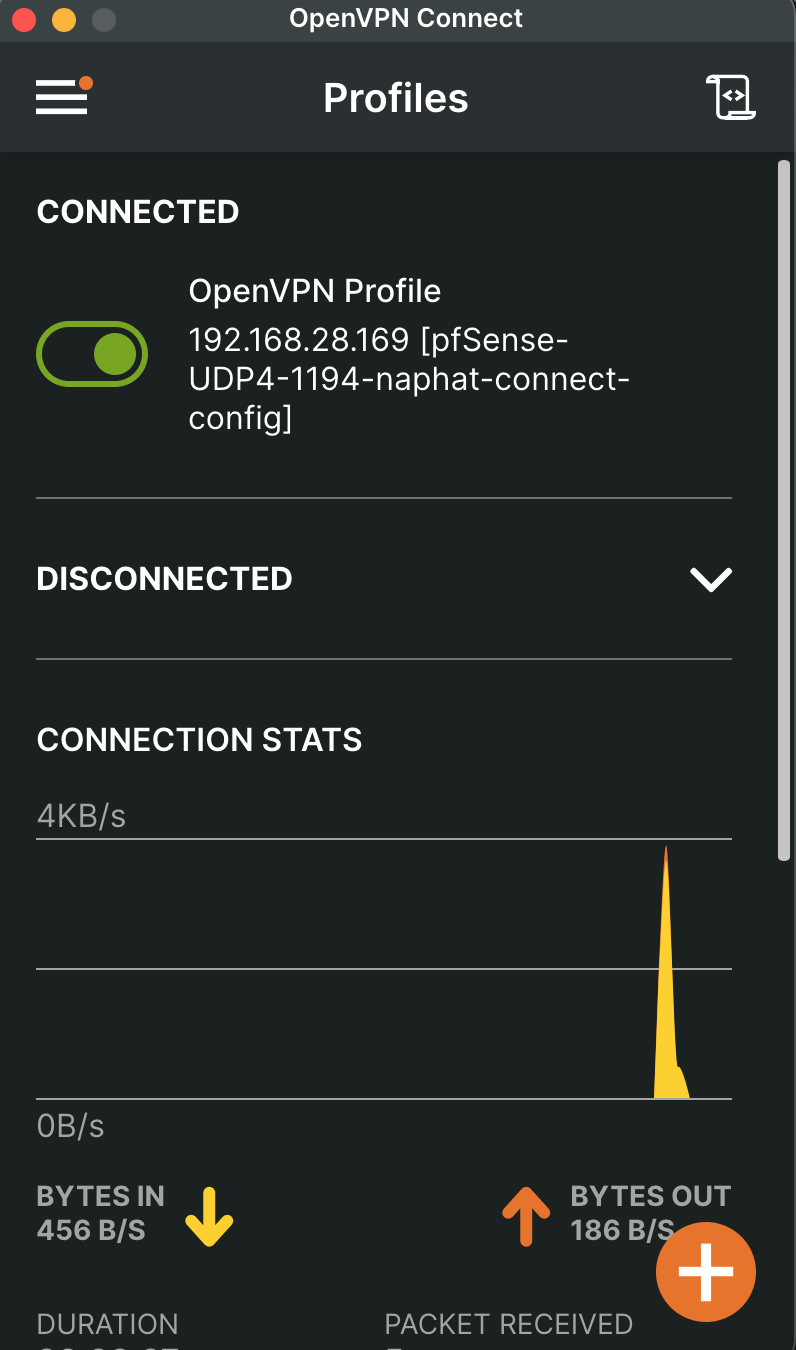 OpenVPN Connect
Profiles
CONNECTED
OpenVPN Profile
192.168.28.169 [pfSense-
UDP4-1194-naphat-connect-
config]
DISCONNECTED
CONNECTION STATS
4KB/s
0B/s
BYTES IN
456 B/S
BYTES OUT
186 B/S
DURATION
PACKET RECEIVED